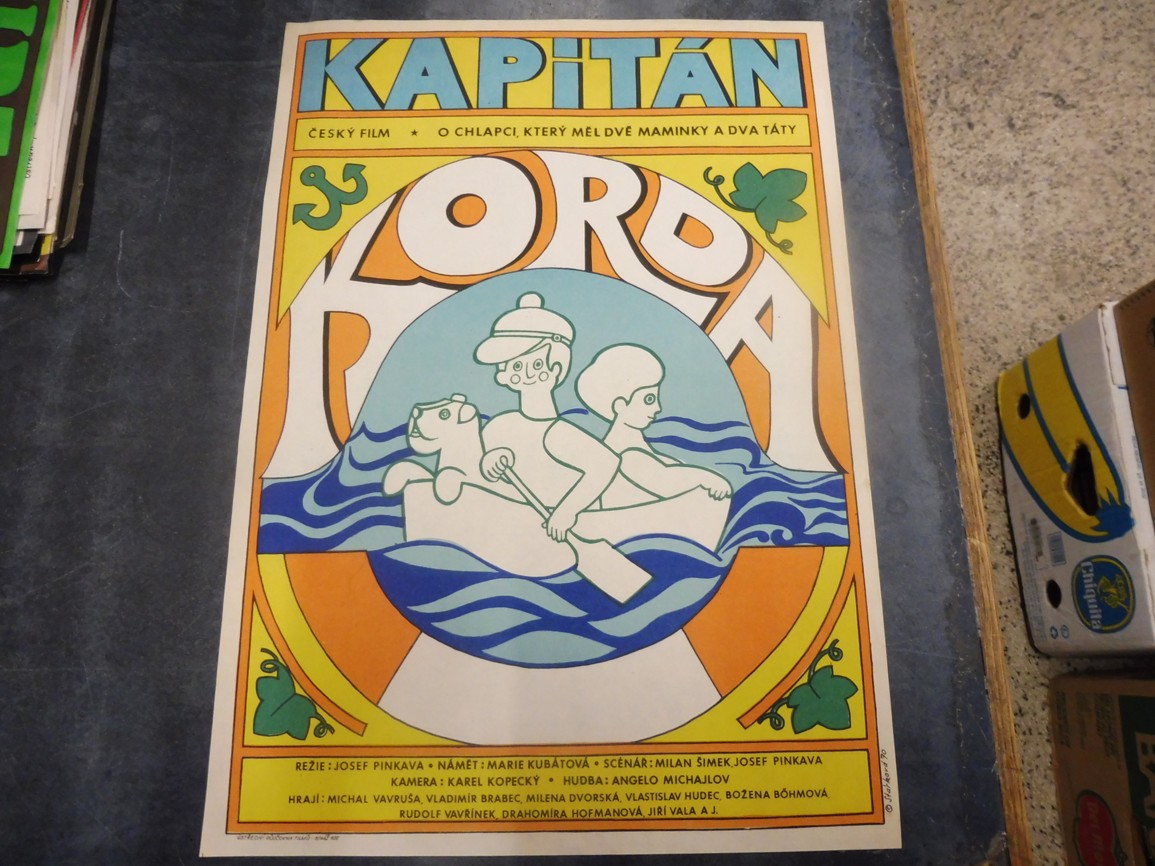 KAPiTÁN
ČESKÝ FILM ★ O CHLAPCI, KTERÝ MĚL DVĚ MAMINKY A DVA TÁTY
KORDA
REŽIE: JOSEF PINKAVA • NÁMĚT: MARIE KUBÁTOVÁ • SCÉNÁŘ: MILAN ŠIMEK, JOSEF PINKAVA
KAMERA: KAREL KOPECKÝ • HUDBA: ANGELO MICHAJLOV
HRAJÍ: MICHAL VAVRUŠA, VLADIMÍR BRABEC, MILENA DVORSKÁ, VLASTISLAV HUDEC, BOŽENA BÖHMOVÁ,
RUDOLF VAVŘÍNEK, DRAHOMÍRA HOFMANOVÁ, JIŘÍ VALA A J.
Chiquita